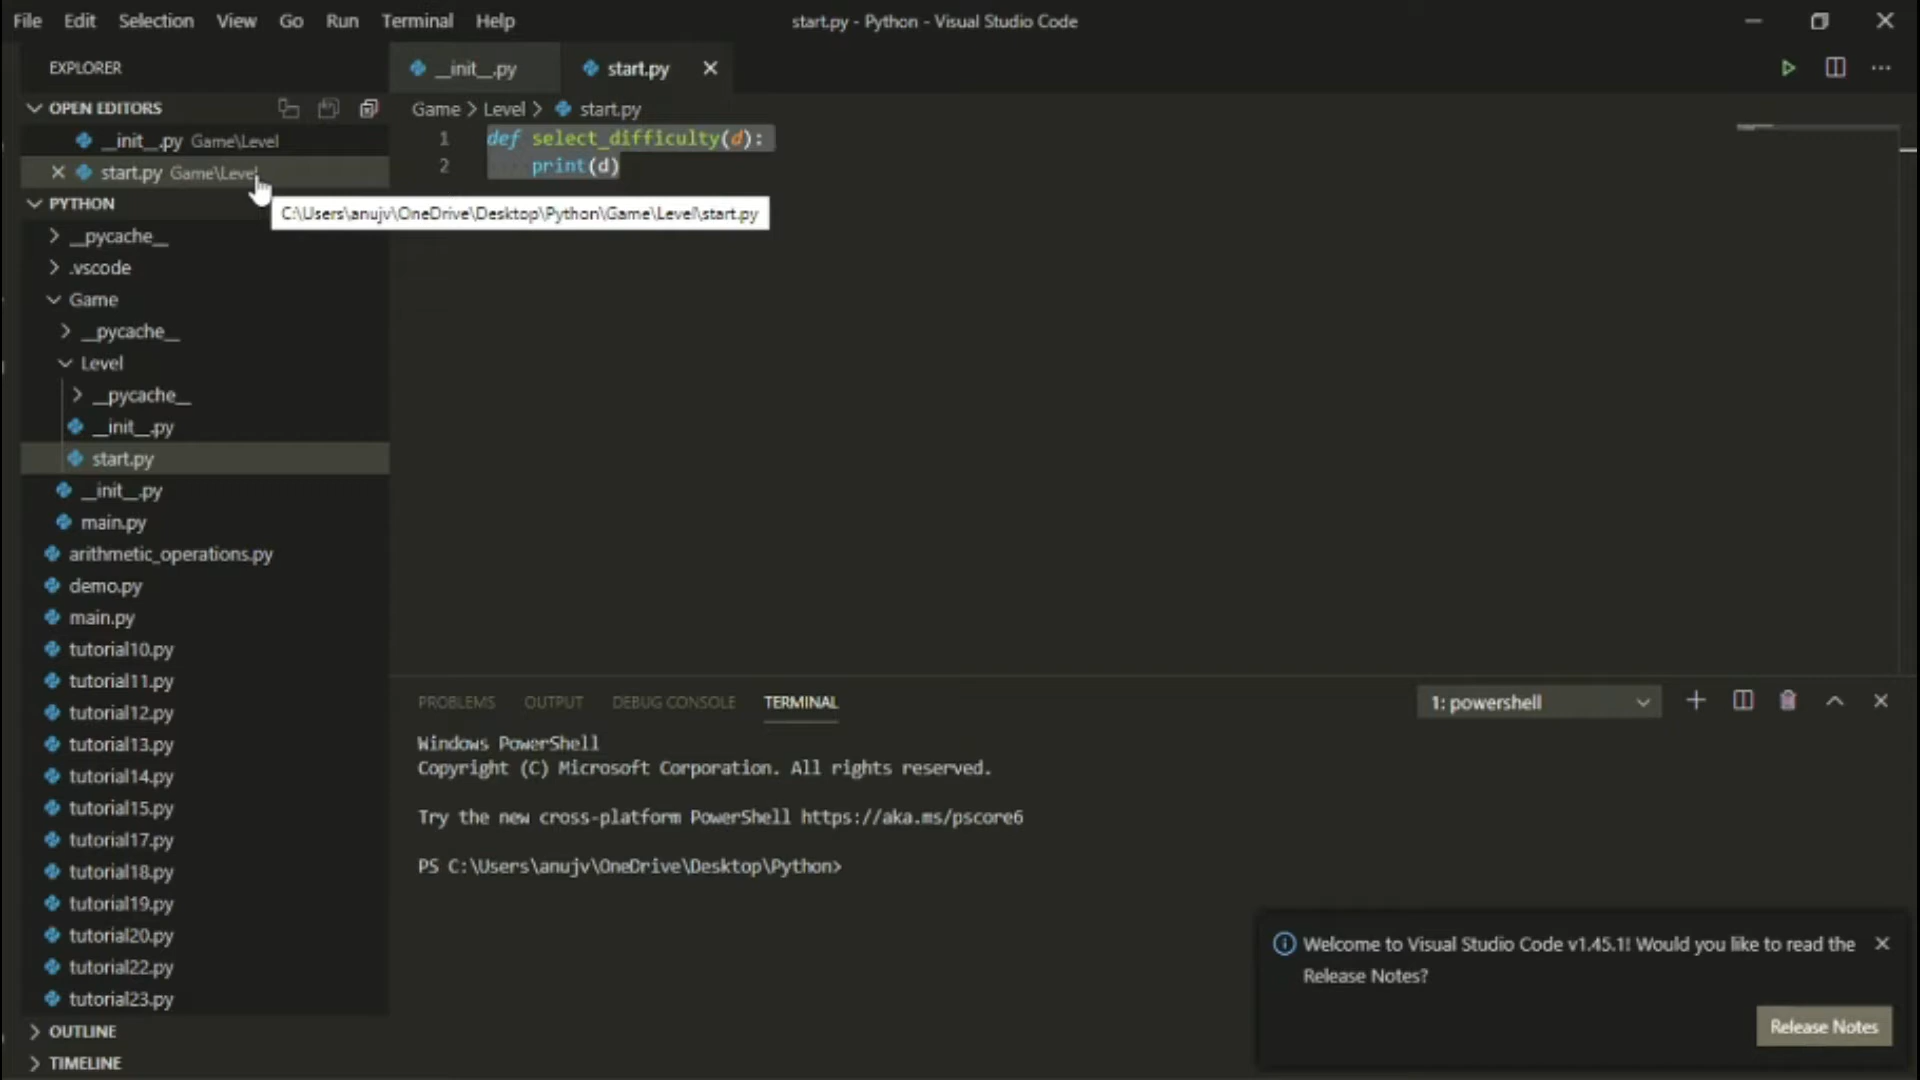 File Edit Selection View Go Run Terminal Help
start.py - Python - Visual Studio Code
EXPLORER
OPEN EDITORS
__init__.py Game\Level
start.py Game\Level
PYTHON
__pycache__
.vscode
Game
__pycache__
Level
__pycache__
__init__.py
start.py
__init__.py
main.py
arithmetic_operations.py
demo.py
main.py
tutorial10.py
tutorial11.py
tutorial12.py
tutorial13.py
tutorial14.py
tutorial15.py
tutorial17.py
tutorial18.py
tutorial19.py
tutorial20.py
tutorial22.py
tutorial23.py
OUTLINE
TIMELINE
__init__.py start.py
Game > Level > start.py
1 def select_difficulty(d):
2 print(d)
C:\Users\anujv\OneDrive\Desktop\Python\Game\Level\start.py
PROBLEMS OUTPUT DEBUG CONSOLE TERMINAL
1: powershell
Windows PowerShell
Copyright (C) Microsoft Corporation. All rights reserved.
Try the new cross-platform PowerShell https://aka.ms/pscore6
PS C:\Users\anujv\OneDrive\Desktop\Python>
Welcome to Visual Studio Code v1.45.1! Would you like to read the
Release Notes?
Release Notes